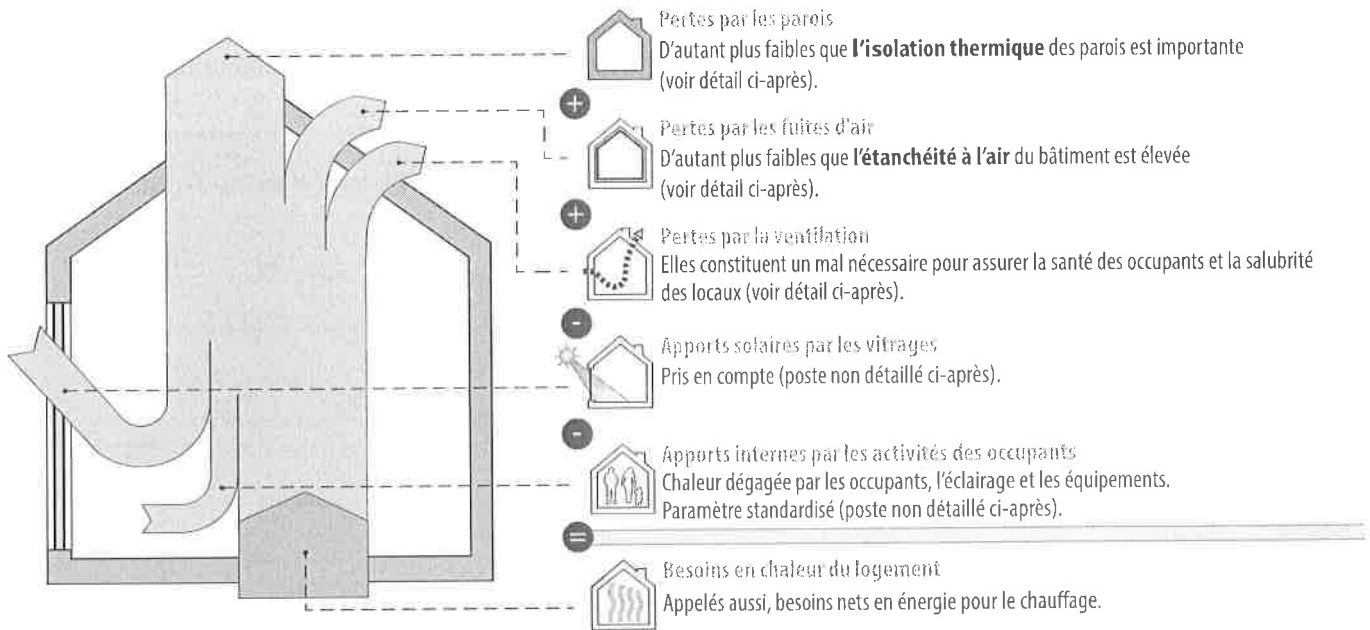 Pertes par les parois
D'autant plus faibles que l'isolation thermique des parois est importante
(voir détail ci-après).
+
Pertes par les fuites d'air
D'autant plus faibles que l'étanchéité à l'air du bâtiment est élevée
(voir détail ci-après).
+
Pertes par la ventilation
Elles constituent un mal nécessaire pour assurer la santé des occupants et la salubrité
des locaux (voir détail ci-après).
-
Apports solaires par les vitrages
Pris en compte (poste non détaillé ci-après).
-
Apports internes par les activités des occupants
Chaleur dégagée par les occupants, l'éclairage et les équipements.
Paramètre standardisé (poste non détaillé ci-après).
=
Besoins en chaleur du logement
Appelés aussi, besoins nets en énergie pour le chauffage.